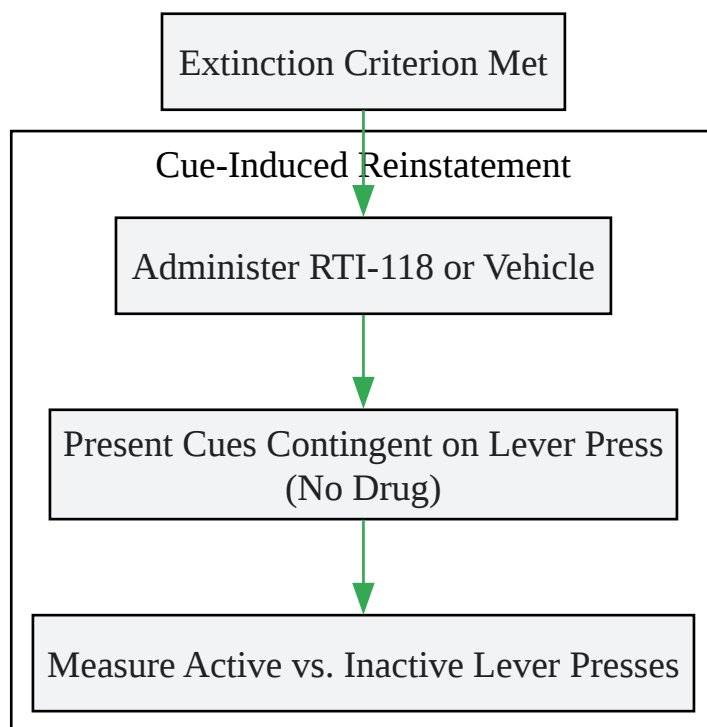 Extinction Criterion Met
Cue-Induced Reinstatement
Administer RTI-118 or Vehicle
Present Cues Contingent on Lever Press
(No Drug)
Measure Active vs. Inactive Lever Presses